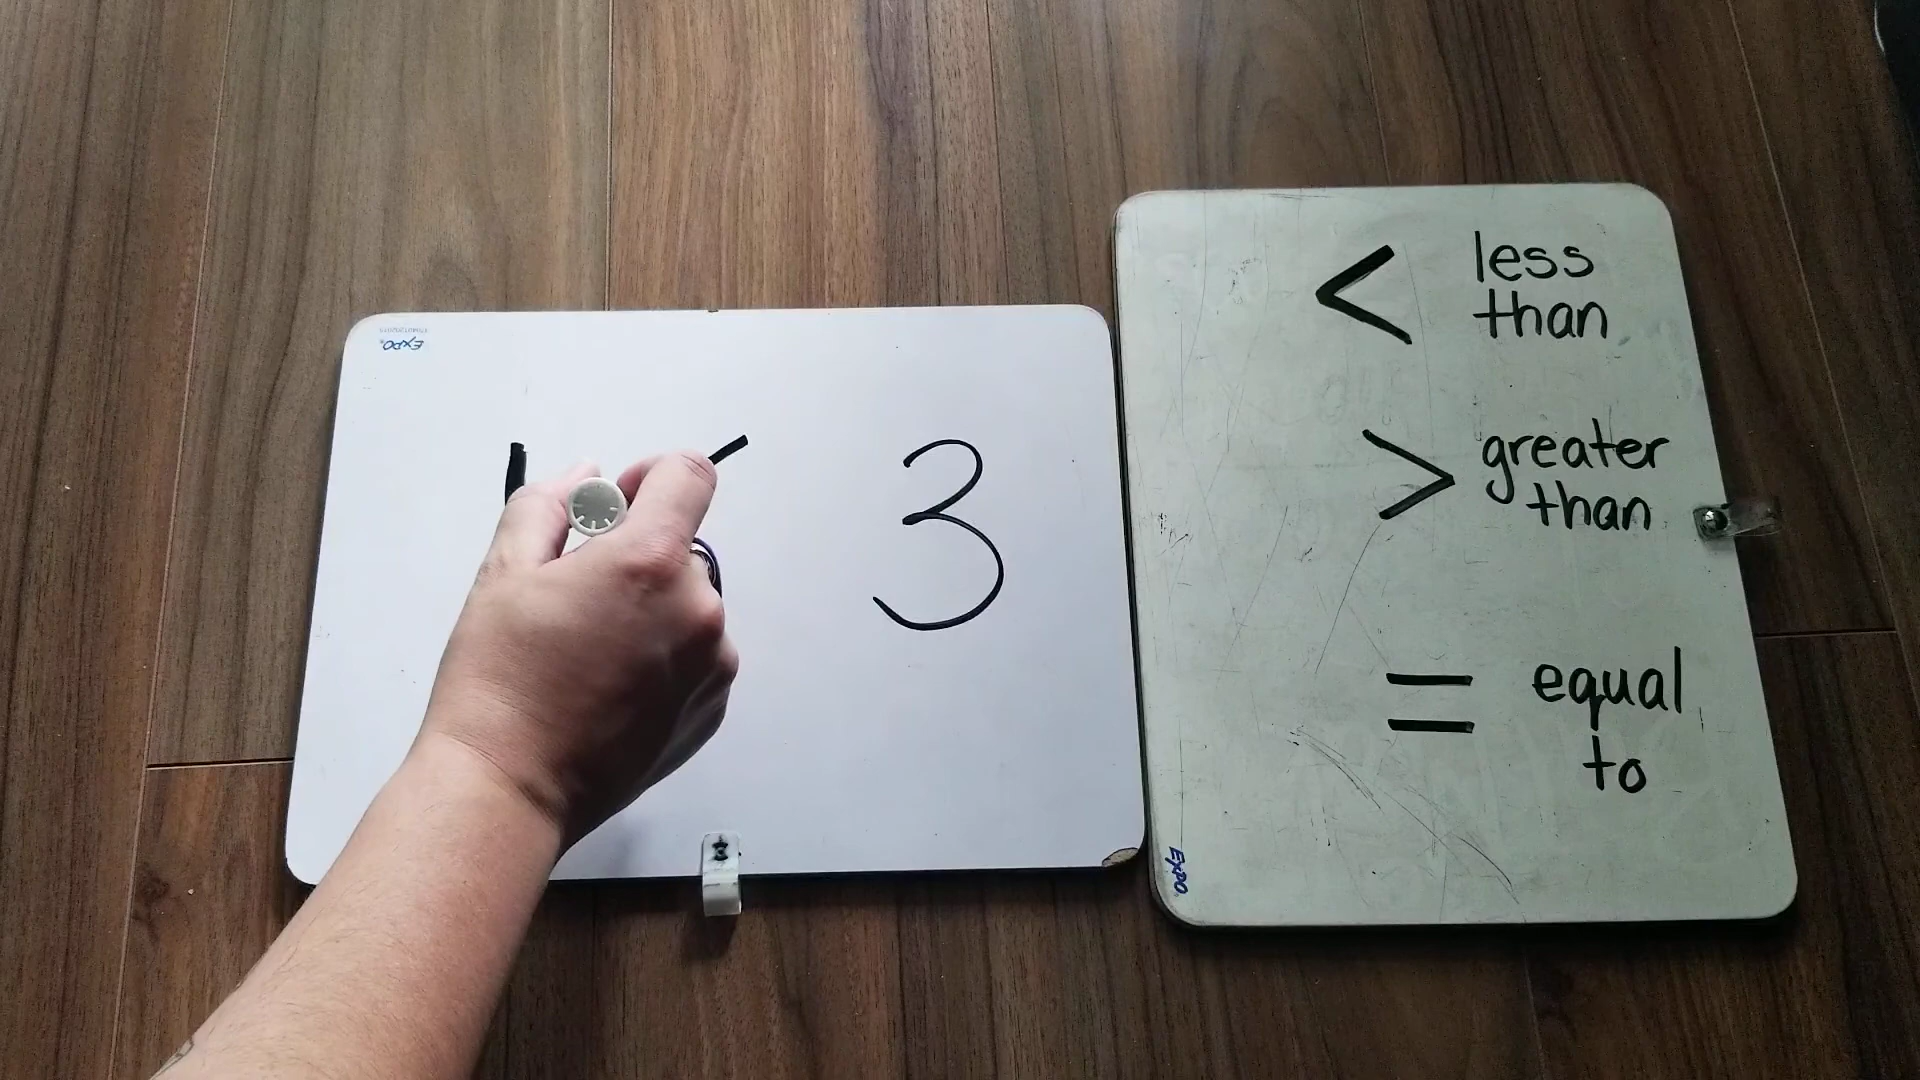 EXPO
3
< less
than
> greater
than
= equal
to
EXPO